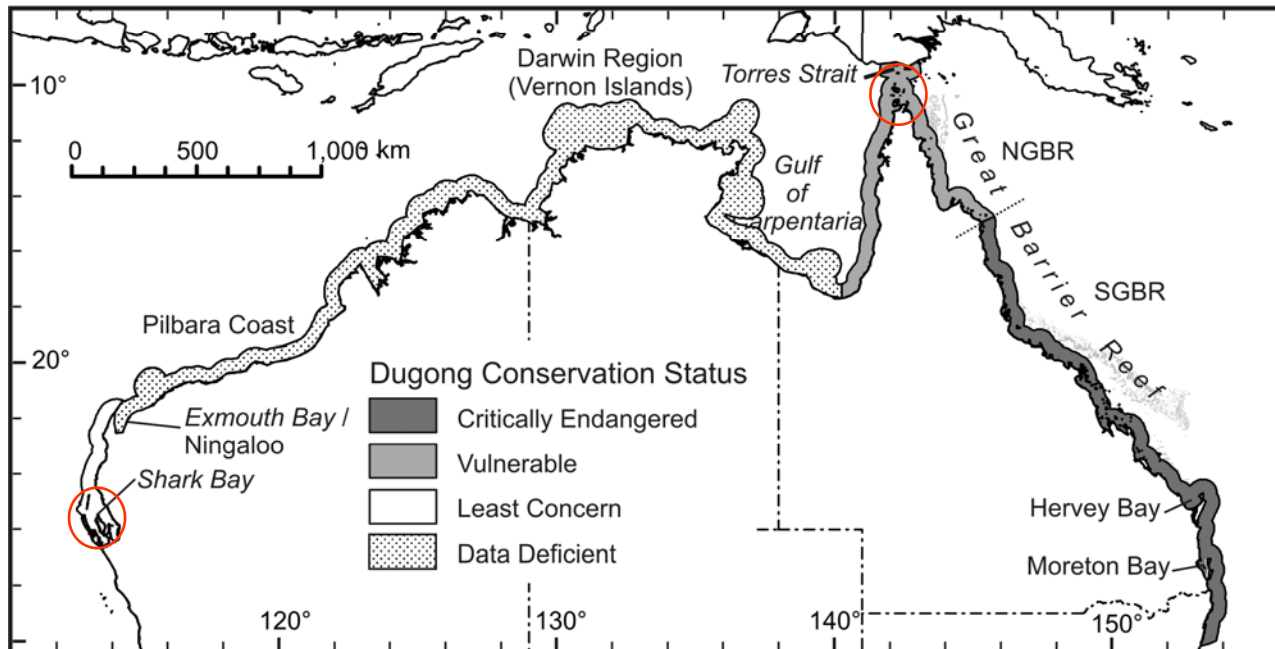 Darwin Region
(Vernon Islands)
Torres Strait
10°
0 500 1,000 km
Great Barrier Reef
NGBR
Gulf
of
Carpentaria
SGBR
Pilbara Coast
20°
Dugong Conservation Status
Critically Endangered
Vulnerable
Least Concern
Data Deficient
Exmouth Bay /
Ningaloo
Shark Bay
Hervey Bay
Moreton Bay
120° 130° 140° 150°